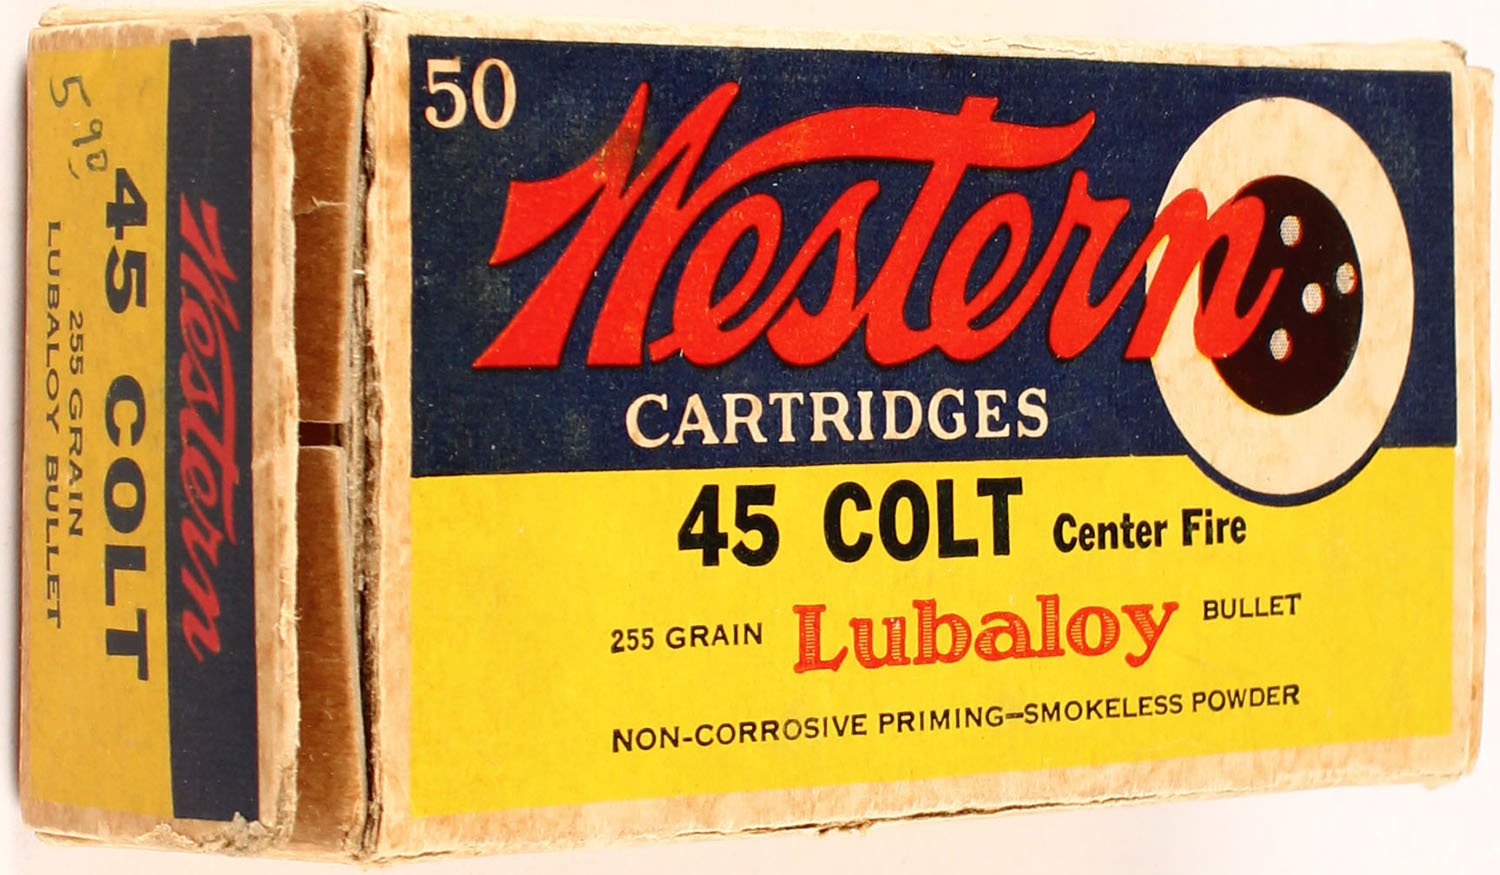 50
Western
CARTRIDGES
45 COLT Center Fire
255 GRAIN Lubaloy BULLET
NON-CORROSIVE PRIMING=SMOKELESS POWDER
Western
45 COLT
255 GRAIN
LUBALOY BULLET
590